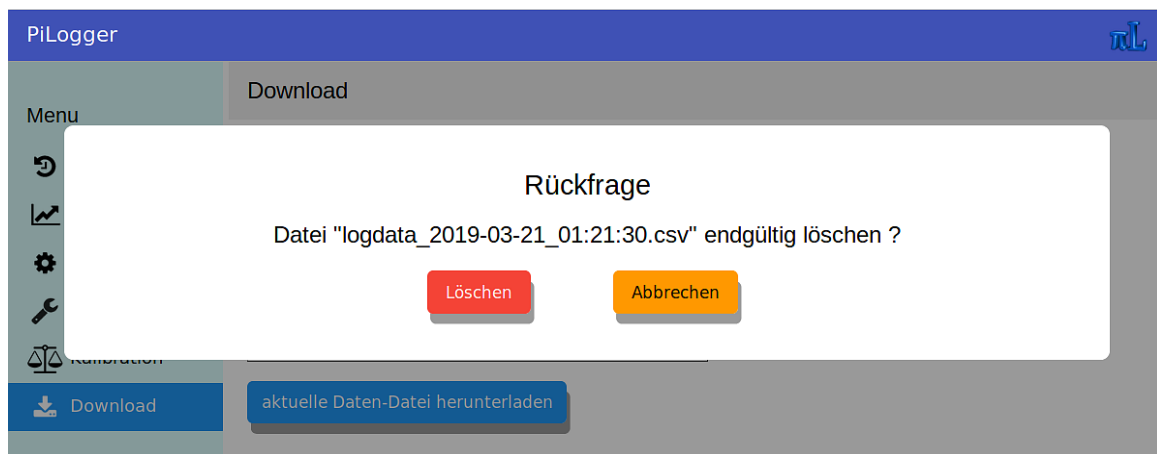 PiLogger
πL
Download
Menu
Rückfrage
Datei "logdata_2019-03-21_01:21:30.csv" endgültig löschen ?
Löschen
Abbrechen
Kalibration
Download
aktuelle Daten-Datei herunterladen